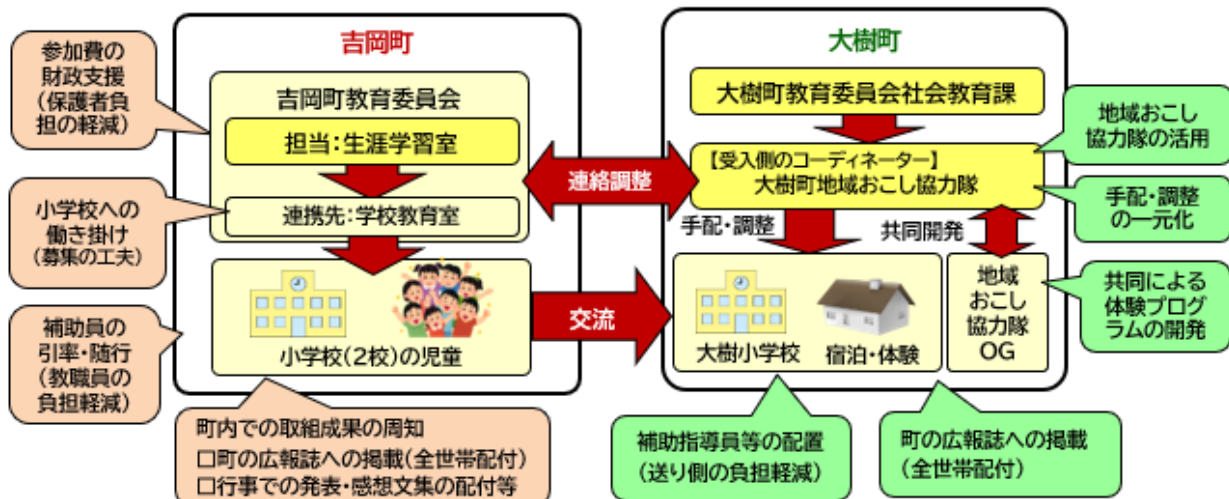 参加費の
財政支援
(保護者負
担の軽減)
小学校への
働き掛け
(募集の工夫)
補助員の
引率・随行
(教職員の
負担軽減)
吉岡町
吉岡町教育委員会
担当:生涯学習室
連携先:学校教育室
小学校(2校)の児童
町内での取組成果の周知
□町の広報誌への掲載(全世帯配付)
□行事での発表・感想文集の配付等
連絡調整
交流
大樹町
大樹町教育委員会社会教育課
【受入側のコーディネーター】
大樹町地域おこし協力隊
手配・調整
共同開発
大樹小学校
宿泊・体験
地域
おこし
協力隊
OG
地域おこし
協力隊の活用
手配・調整
の一元化
共同による
体験プログ
ラムの開発
補助指導員等の配置
(送り側の負担軽減)
町の広報誌への掲載
(全世帯配付)